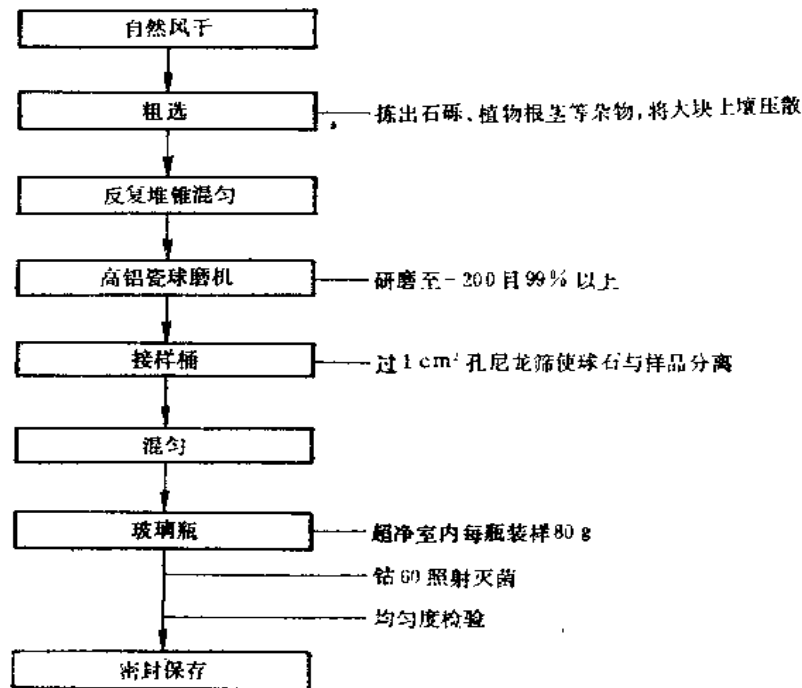 自然风干
粗选
拣出石砾、植物根茎等杂物,将大块土壤压散
反复堆锥混匀
高铝瓷球磨机
研磨至-200目99%以上
接样桶
过1cm²孔尼龙筛使球石与样品分离
混匀
玻璃瓶
超净室内每瓶装样80g
钴60照射灭菌
均匀度检验
密封保存